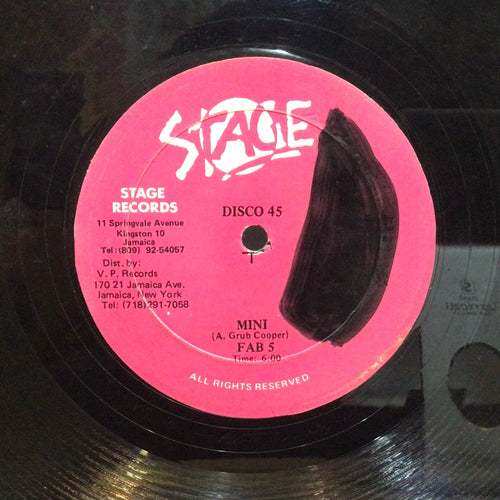 STAGE
STAGE
RECORDS
DISCO 45
11 Springvale Avenue
Kingston 10
Jamaica
Tel:(809) 92-54057
Dist. by:
V. P. Records
170 21 Jamaica Ave.
Jamaica, New York
Tel: (718)291-7058
MINI
(A. Grub Cooper)
FAB 5
Time: 6:00
ALL RIGHTS RESERVED